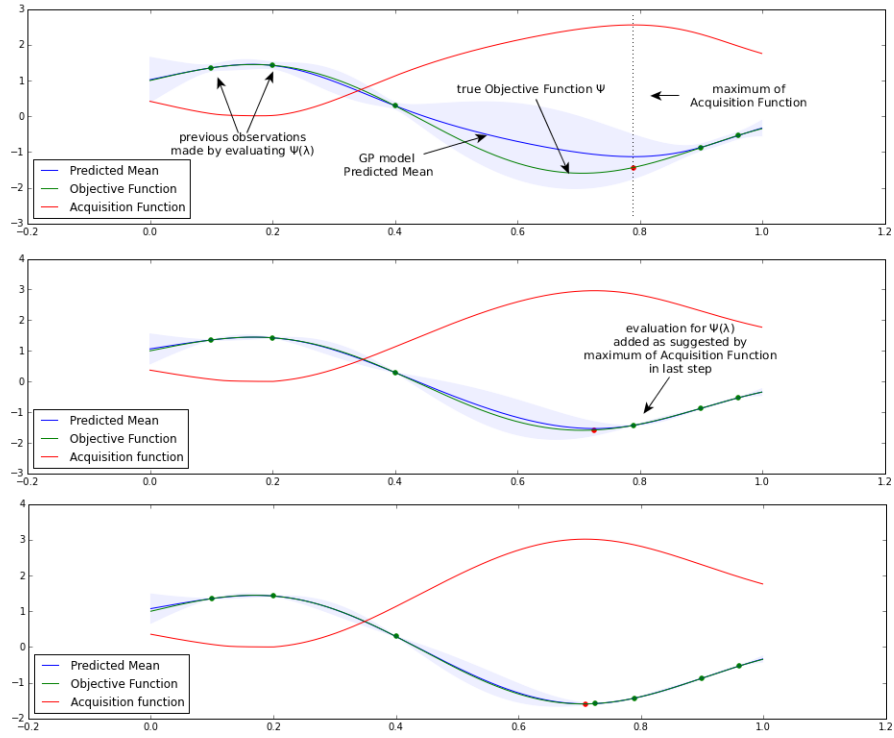 4
3
2
1
0
−1
−2
−3
true Objective Function Ψ
maximum of
Acquisition Function
previous observations
made by evaluating Ψ(λ)
GP model
Predicted Mean
Predicted Mean
Objective Function
Acquisition Function
−0.2
0.0
0.2
0.4
0.6
0.8
1.0
1.2
4
3
2
1
0
−1
−2
−3
evaluation for Ψ(λ)
added as suggested by
maximum of Acquisition Function
in last step
Predicted Mean
Objective Function
Acquisition function
−0.2
0.0
0.2
0.4
0.6
0.8
1.0
1.2
4
3
2
1
0
−1
−2
Predicted Mean
Objective Function
Acquisition function
−0.2
0.0
0.2
0.4
0.6
0.8
1.0
1.2